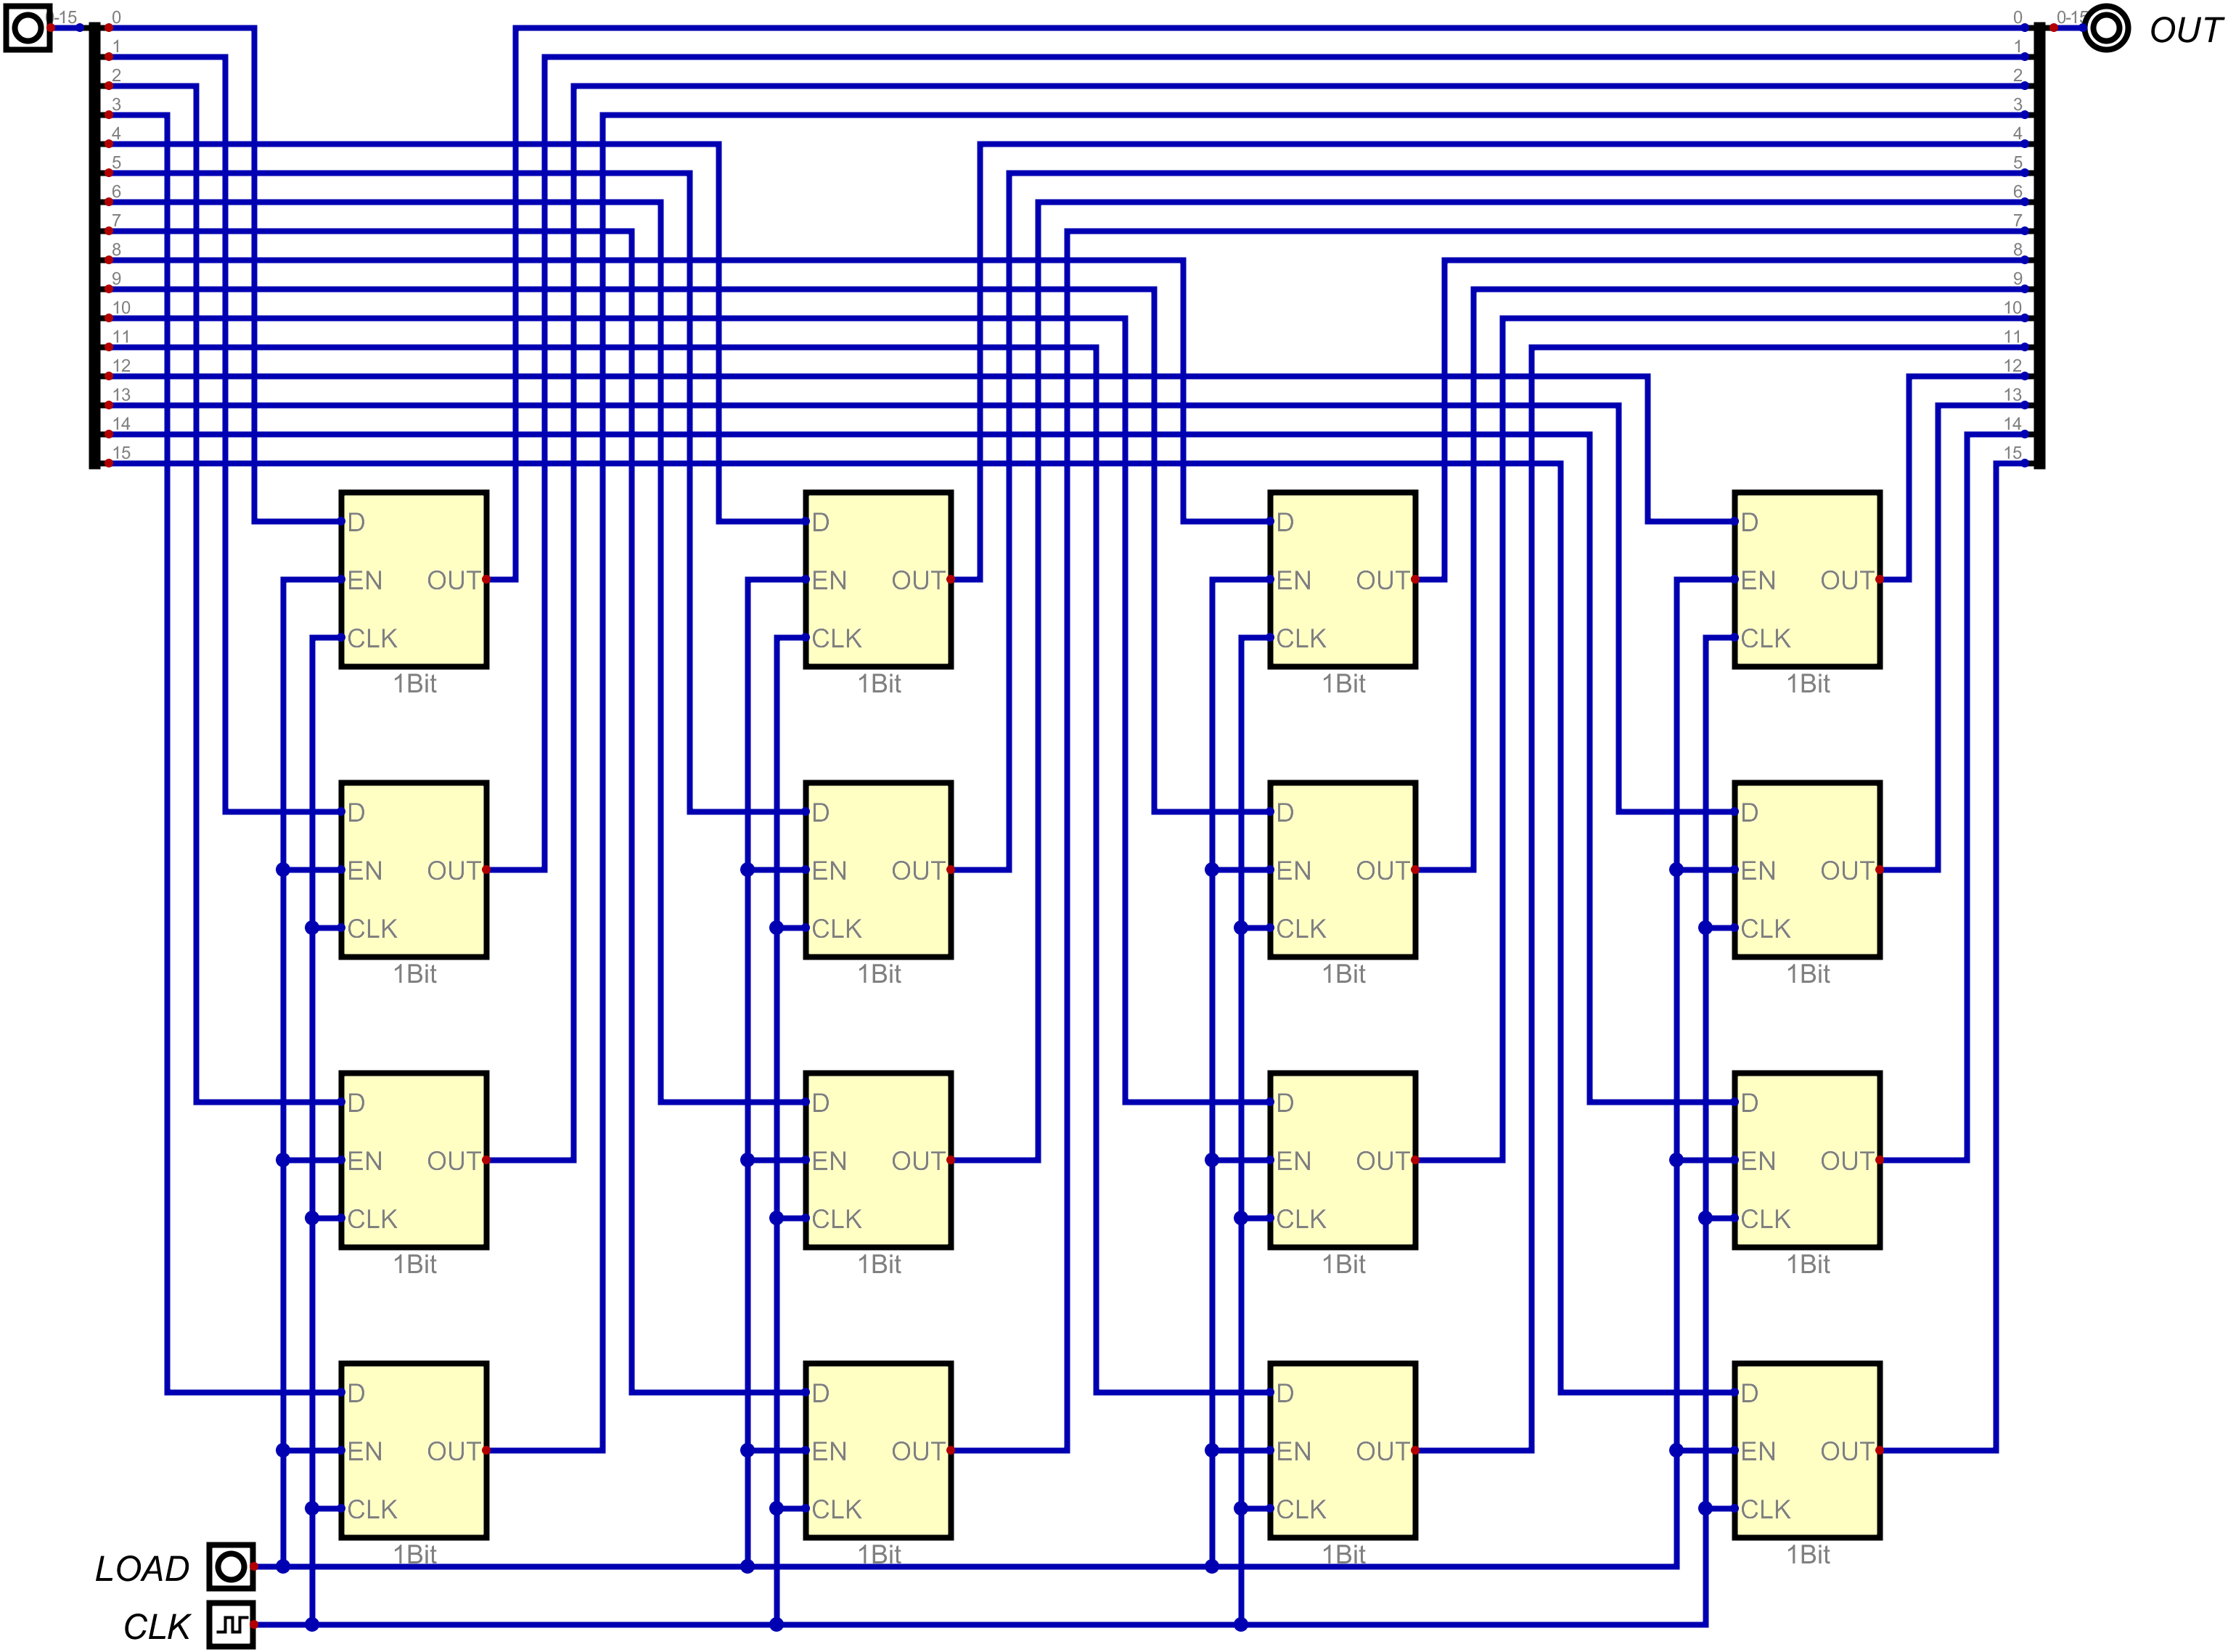 0-15 0 0 0-15 OUT
1 1
2 2
3 3
4 4
5 5
6 6
7 7
8 8
9 9
10 10
11 11
12 12
13 13
14 14
15 15
D D D D
EN OUT EN OUT EN OUT EN OUT
CLK CLK CLK CLK
1Bit 1Bit 1Bit 1Bit
D D D D
EN OUT EN OUT EN OUT EN OUT
CLK CLK CLK CLK
1Bit 1Bit 1Bit 1Bit
D D D D
EN OUT EN OUT EN OUT EN OUT
CLK CLK CLK CLK
1Bit 1Bit 1Bit 1Bit
D D D D
EN OUT EN OUT EN OUT EN OUT
CLK CLK CLK CLK
1Bit 1Bit 1Bit 1Bit
LOAD
CLK